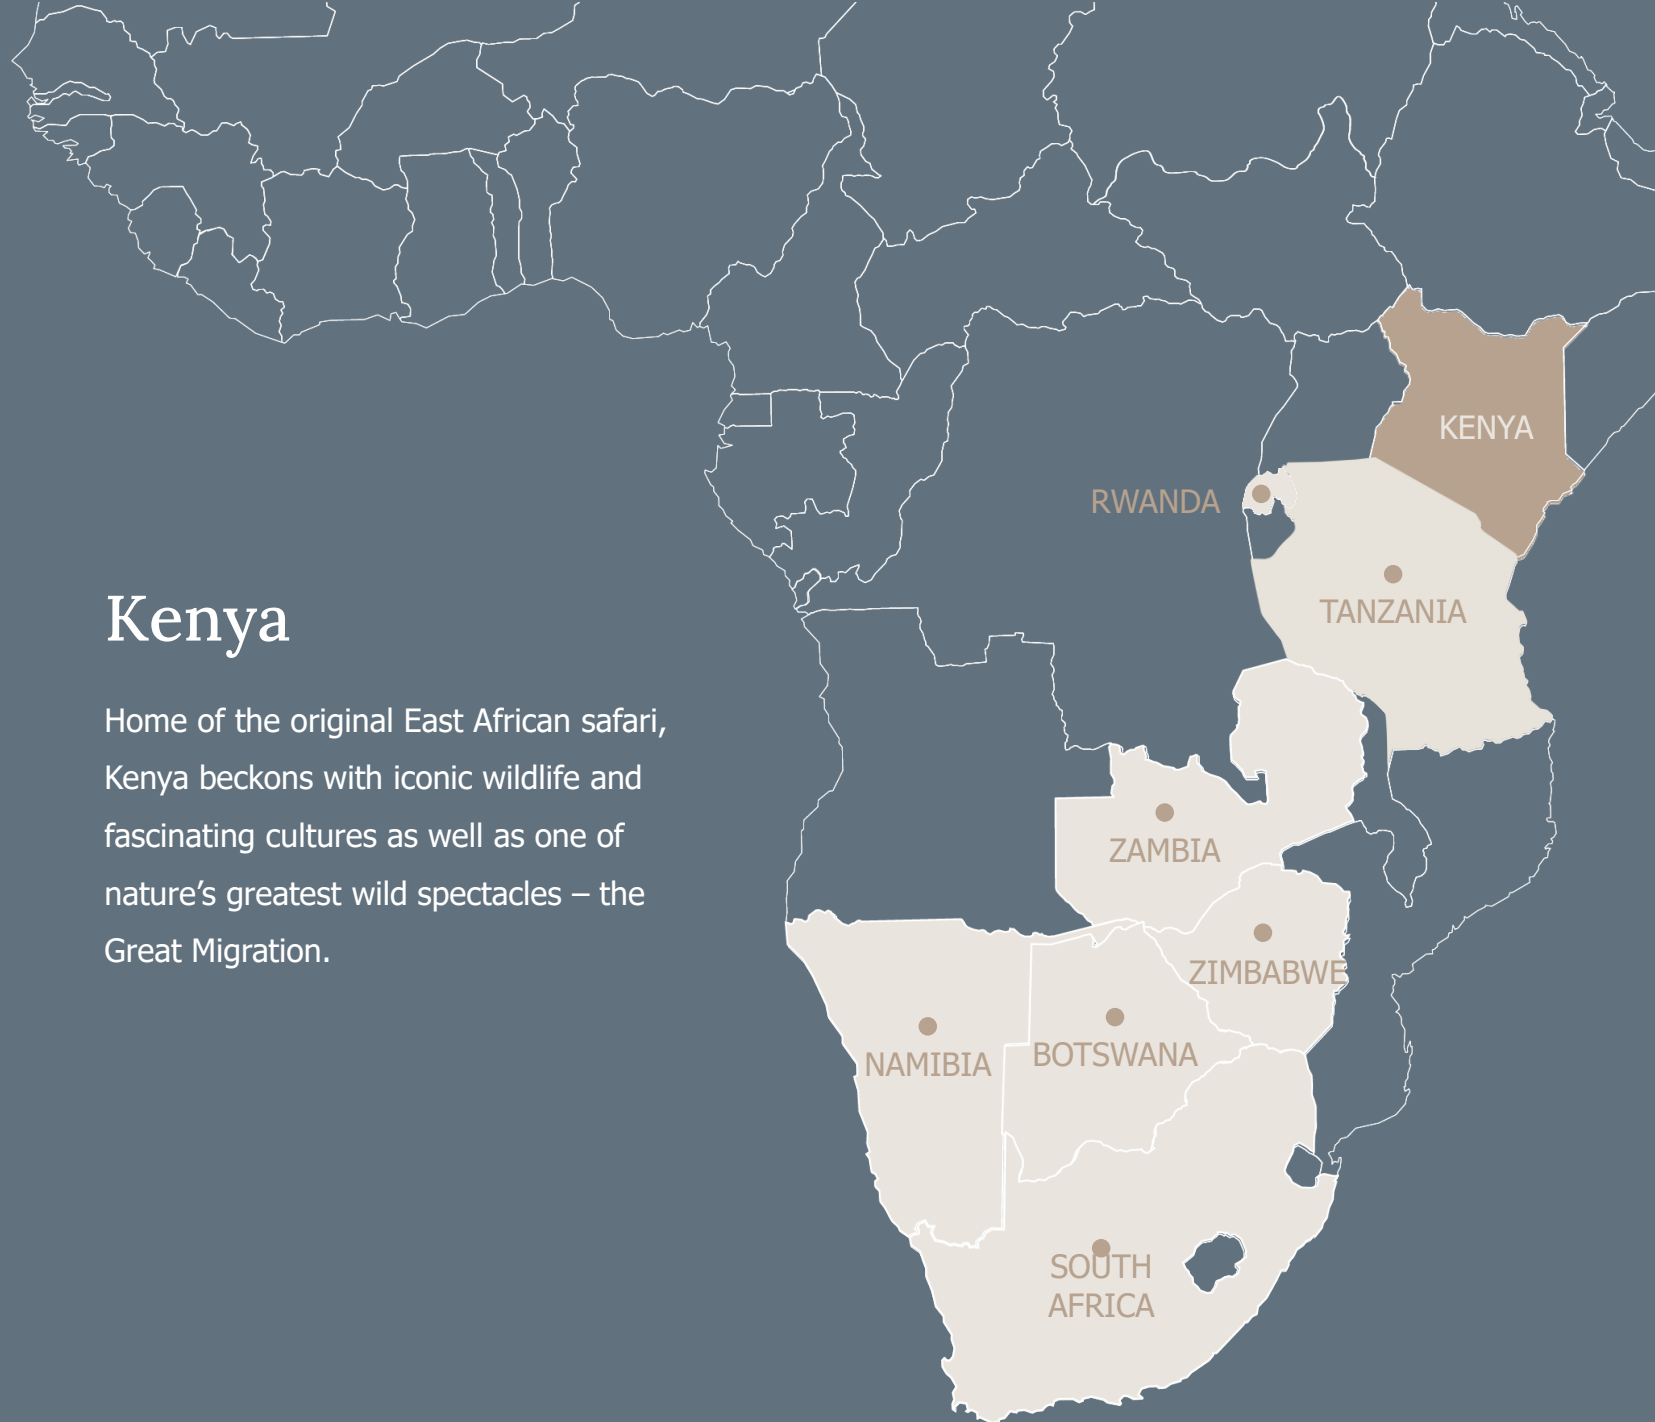 KENYA
RWANDA
TANZANIA
Kenya
Home of the original East African safari,
Kenya beckons with iconic wildlife and
fascinating cultures as well as one of
nature’s greatest wild spectacles – the
Great Migration.
ZAMBIA
ZIMBABWE
BOTSWANA
NAMIBIA
SOUTH
AFRICA